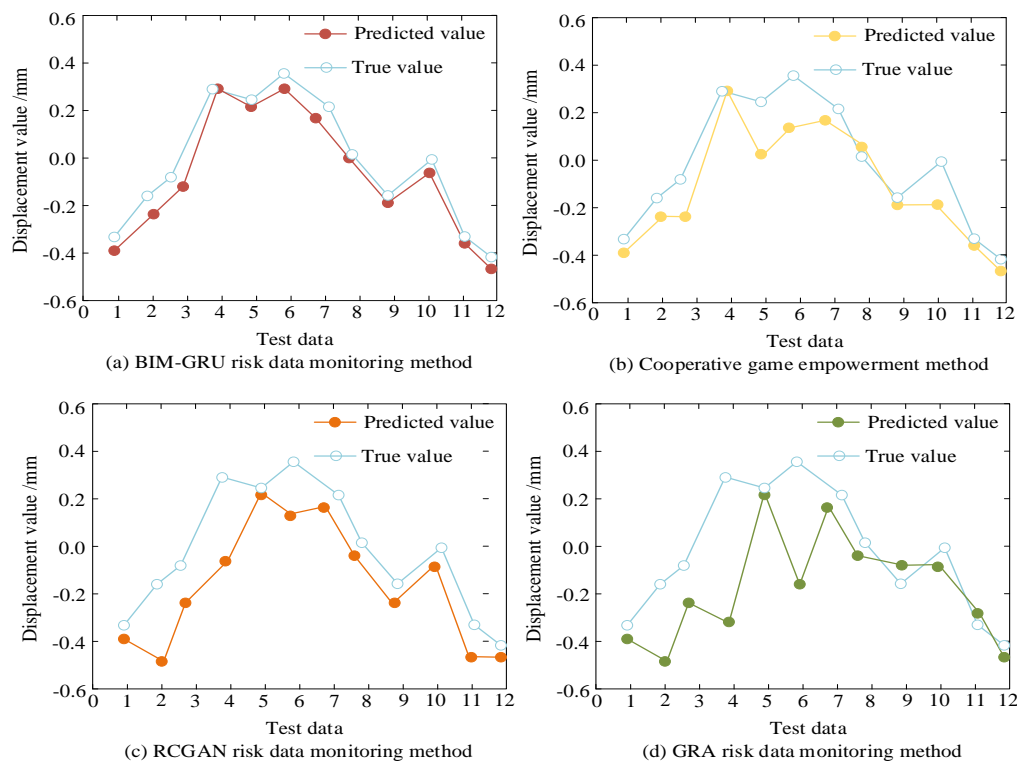 0.6
0.4
0.2
0.0
-0.2
-0.4
-0.6
Displacement value /mm
Predicted value
True value
0 1 2 3 4 5 6 7 8 9 10 11 12
Test data
(a) BIM-GRU risk data monitoring method
0.6
0.4
0.2
0.0
-0.2
-0.4
-0.6
Displacement value /mm
Predicted value
True value
0 1 2 3 4 5 6 7 8 9 10 11 12
Test data
(b) Cooperative game empowerment method
0.6
0.4
0.2
0.0
-0.2
-0.4
-0.6
Displacement value /mm
Predicted value
True value
0 1 2 3 4 5 6 7 8 9 10 11 12
Test data
(c) RCGAN risk data monitoring method
0.6
0.4
0.2
0.0
-0.2
-0.4
-0.6
Displacement value /mm
Predicted value
True value
0 1 2 3 4 5 6 7 8 9 10 11 12
Test data
(d) GRA risk data monitoring method